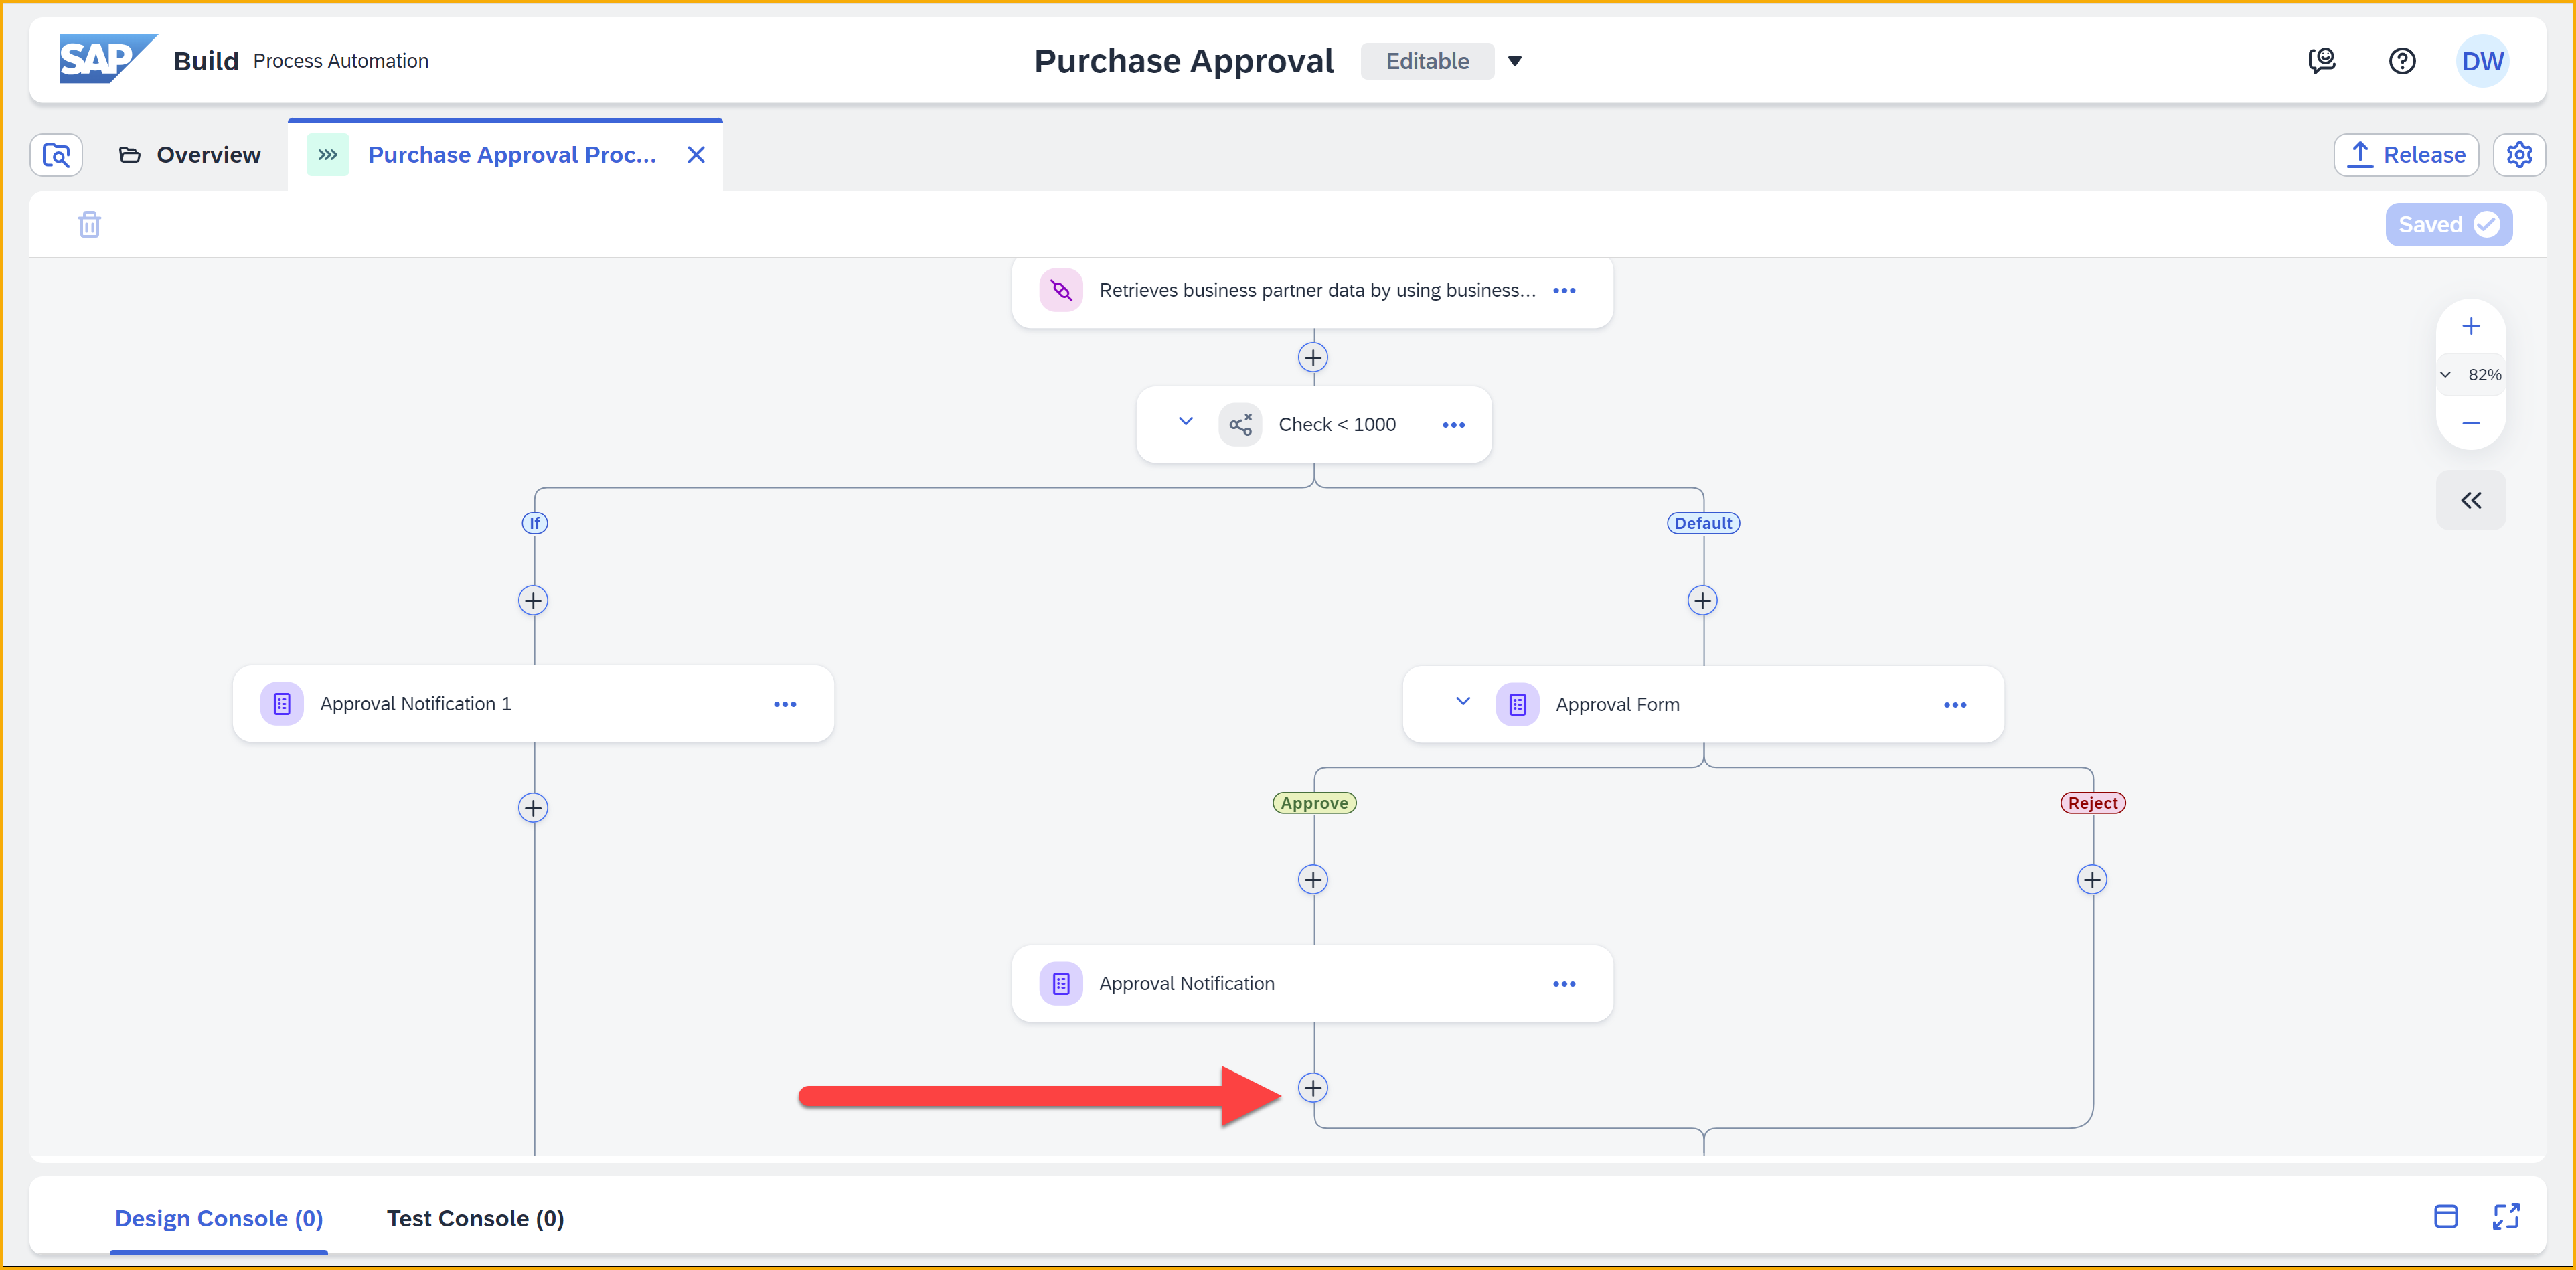 SAP Build Process Automation
Purchase Approval Editable
DW
Overview
Purchase Approval Proc...
Release
Saved
Retrieves business partner data by using business...
82%
Check < 1000
If
Default
Approval Notification 1
Approval Form
Approve
Reject
Approval Notification
Design Console (0)
Test Console (0)